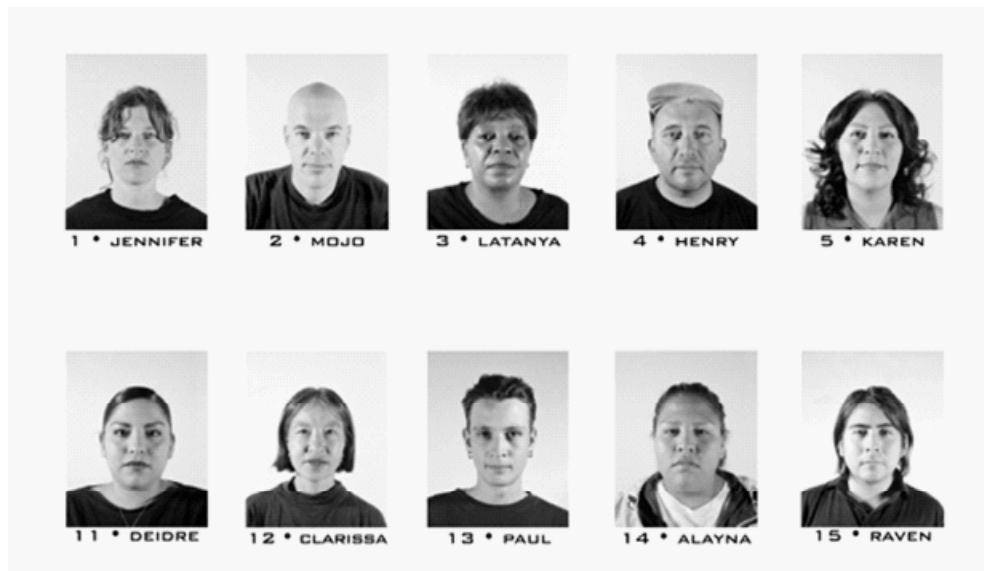 1 • JENNIFER
2 • MOJO
3 • LATANYA
4 • HENRY
5 • KAREN
11 • DEIDRE
12 • CLARISSA
13 • PAUL
14 • ALAYNA
15 • RAVEN